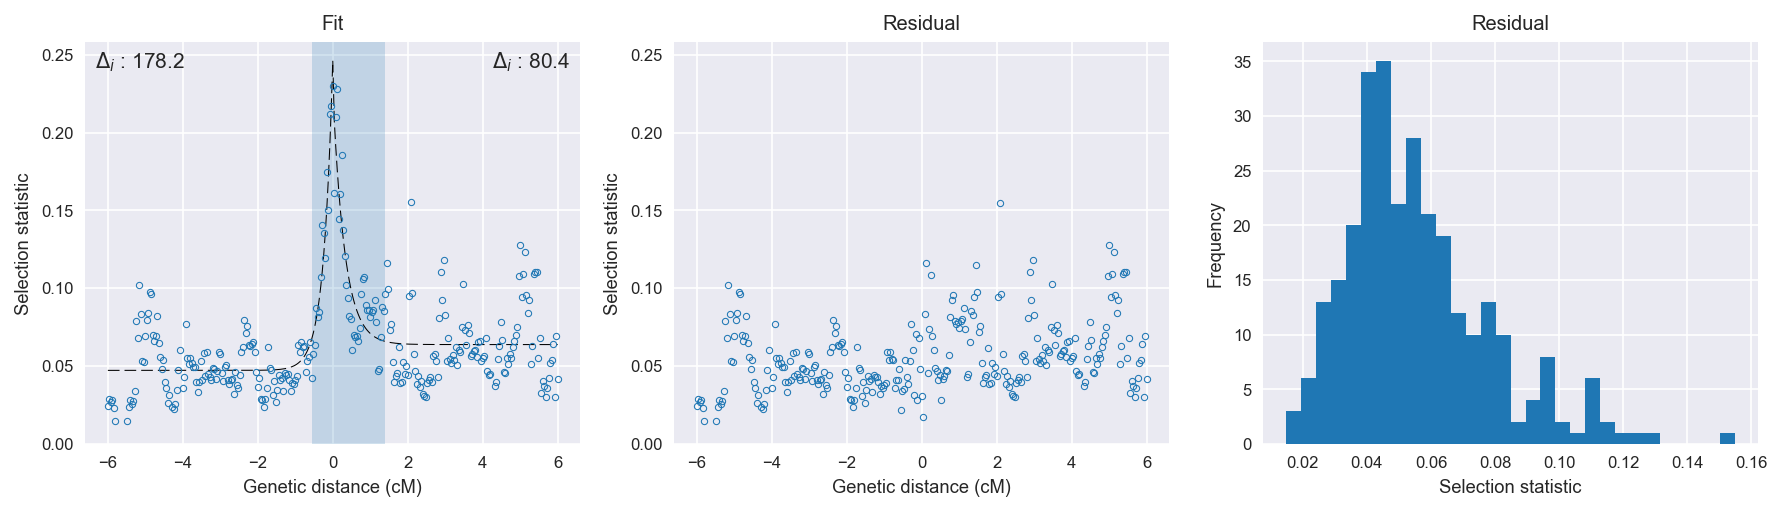 Fit
Δi : 178.2
Δi : 80.4
Selection statistic
0.25
0.20
0.15
0.10
0.05
0.00
−6 −4 −2 0 2 4 6
Genetic distance (cM)
Residual
Selection statistic
0.25
0.20
0.15
0.10
0.05
0.00
−6 −4 −2 0 2 4 6
Genetic distance (cM)
Residual
Frequency
35
30
25
20
15
10
5
0
0.02 0.04 0.06 0.08 0.10 0.12 0.14 0.16
Selection statistic